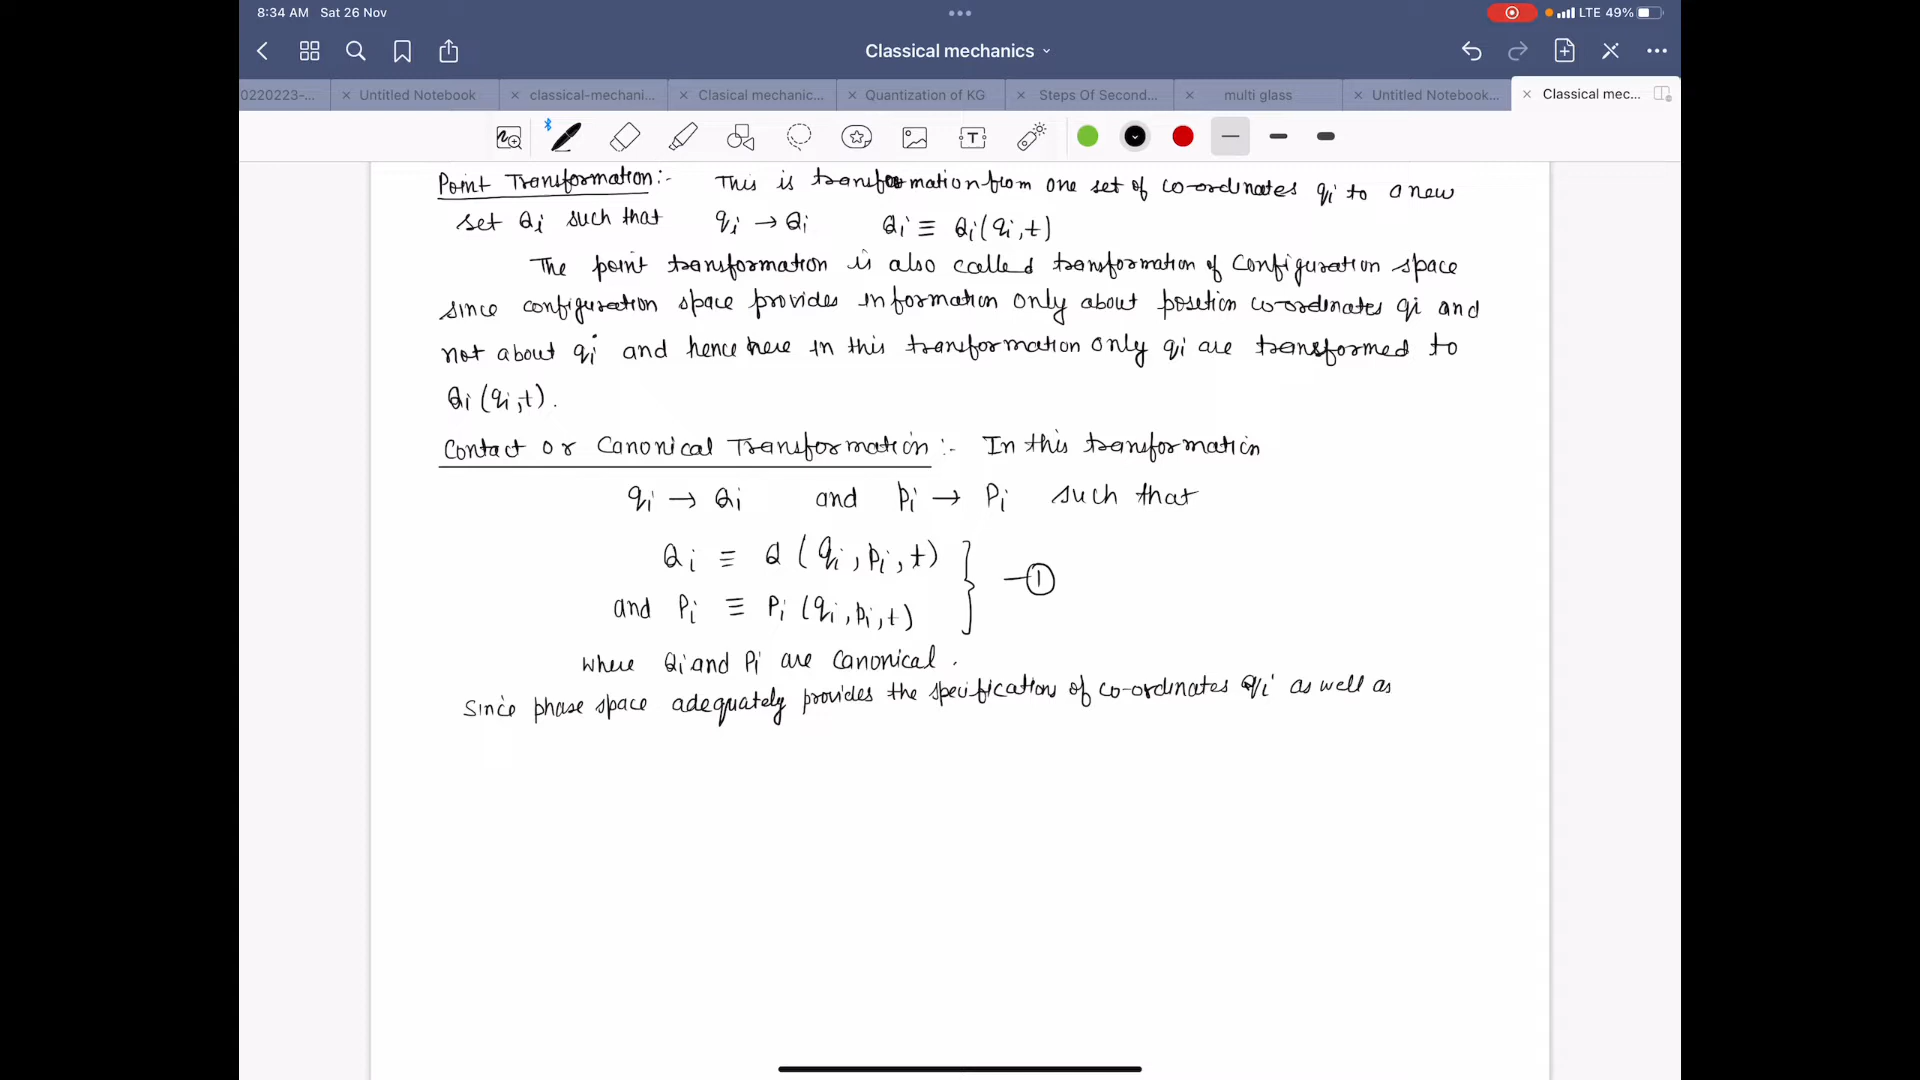 8:34 AM Sat 26 Nov
LTE 49%
Classical mechanics
0220223-... Untitled Notebook classical-mechani... Clasical mechanic... Quantization of KG Steps Of Second... multi glass Untitled Notebook... Classical mec...
Point Transformation:- This is transformation from one set of co-ordinates qi to a new
set Qi such that qi → Qi Qi ≡ Qi(qi,t)
The point transformation is also called transformation of Configuration space
since configuration space provides information only about position co-ordinates qi and
not about q̇i and hence here in this transformation only qi are transformed to
Qi(qi,t).
Contact or Canonical Transformation:- In this transformation
qi → Qi and pi → Pi such that
Qi ≡ Q (qi, pi, t)
and Pi ≡ Pi (qi, pi, t) } —①
where Qi and Pi are canonical.
Since phase space adequately provides the specification of co-ordinates qi as well as